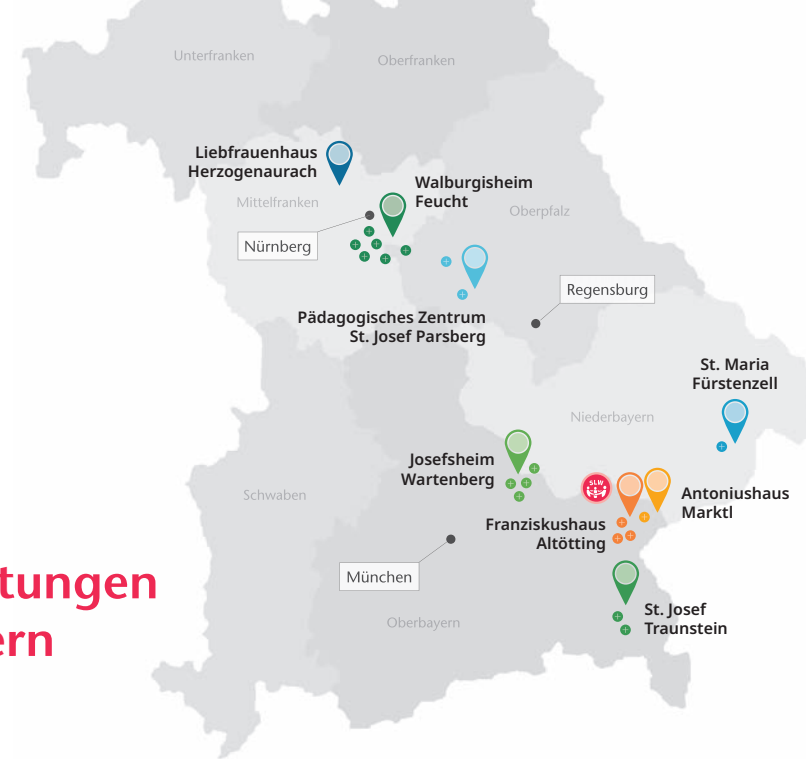 Unterfranken
Oberfranken
Liebfrauenhaus
Herzogenaurach
Walburgisheim
Feucht
Mittelfranken
Oberpfalz
Nürnberg
Regensburg
Pädagogisches Zentrum
St. Josef Parsberg
St. Maria
Fürstenzell
Niederbayern
Josefsheim
Wartenberg
SLW
Schwaben
Antoniushaus
Marktl
Franziskushaus
Altötting
München
tungen
ern
St. Josef
Traunstein
Oberbayern